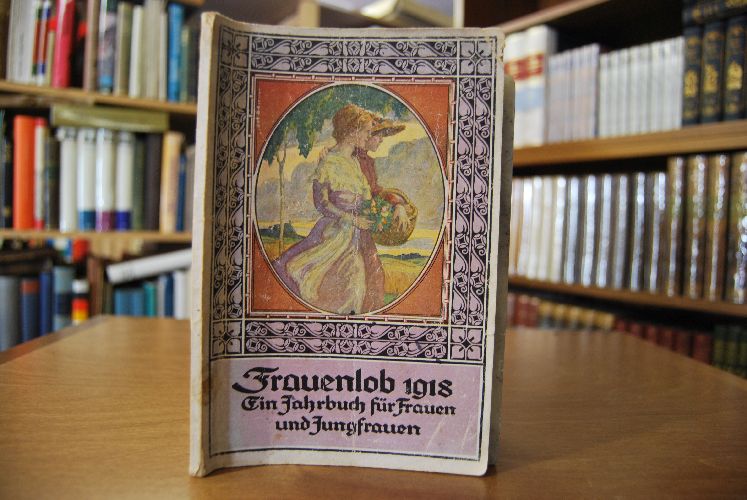 Frauenlob 1918
Ein Jahrbuch für Frauen
und Jungfrauen